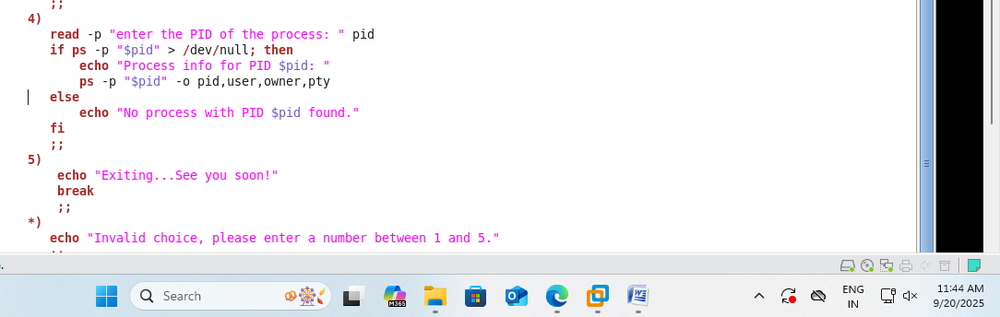 ;;
4)
read -p "enter the PID of the process: " pid
if ps -p "$pid" > /dev/null; then
echo "Process info for PID $pid: "
ps -p "$pid" -o pid,user,owner,pty
else
echo "No process with PID $pid found."
fi
;;
5)
echo "Exiting...See you soon!"
break
;;
*)
echo "Invalid choice, please enter a number between 1 and 5."
;;
Search
M365
ENG
IN
11:44 AM
9/20/2025